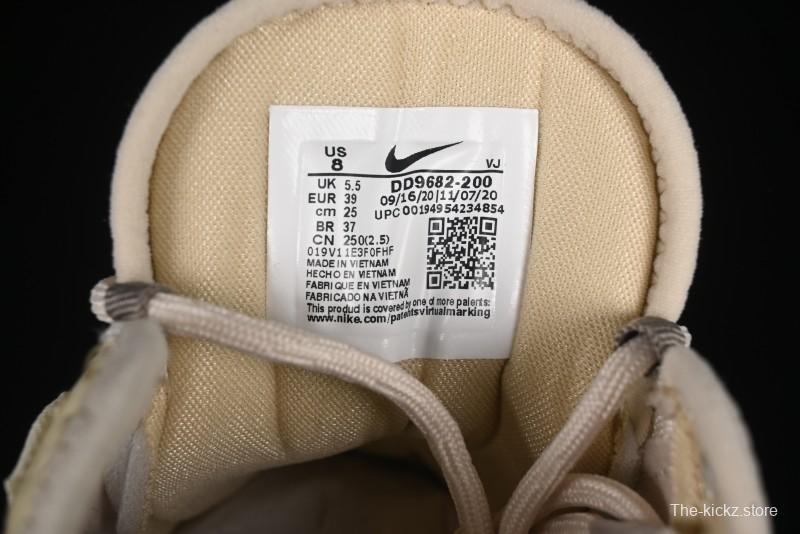 US
8
VJ
UK 5.5
EUR 39
cm 25
BR 37
CN 250(2.5)
DD9682-200
09/16/20|11/07/20
UPC 00194954234854
019V11E3F0FHF
MADE IN VIETNAM
HECHO EN VIETNAM
FABRIQUE EN VIETNAM
FABRICADO NA VIETNÃ
This produd is covered by one of more patents:
www.nike.com/patentsvirtualmarking
The-kickz.store